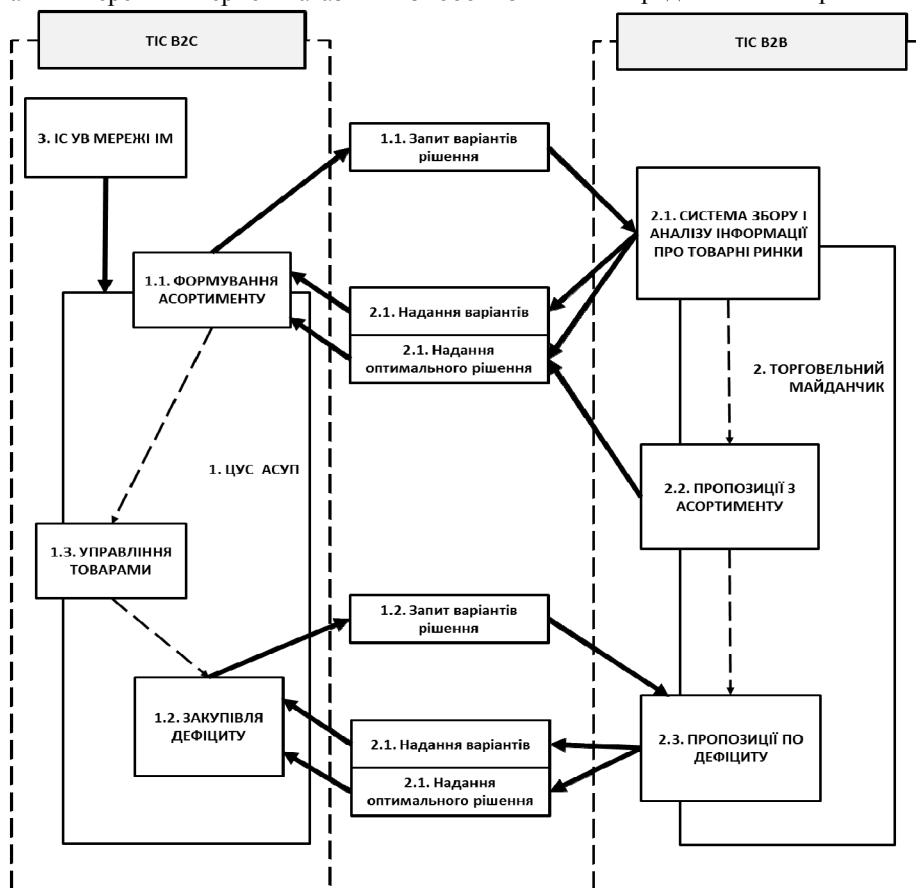 ТІС B2C
ТІС B2B
3. ІС УВ МЕРЕЖІ ІМ
1.1. Запит варіантів
рішення
2.1. СИСТЕМА ЗБОРУ І
АНАЛІЗУ ІНФОРМАЦІЇ
ПРО ТОВАРНІ РИНКИ
1.1. ФОРМУВАННЯ
АСОРТИМЕНТУ
2.1. Надання варіантів
2.1. Надання
оптимального рішення
2. ТОРГОВЕЛЬНИЙ
МАЙДАНЧИК
1. ЦУС АСУП
2.2. ПРОПОЗИЦІЇ З
АСОРТИМЕНТУ
1.3. УПРАВЛІННЯ
ТОВАРАМИ
1.2. Запит варіантів
рішення
1.2. ЗАКУПІВЛЯ
ДЕФІЦИТУ
2.3. ПРОПОЗИЦІЇ ПО
ДЕФІЦИТУ
2.1. Надання варіантів
2.1. Надання
оптимального рішення